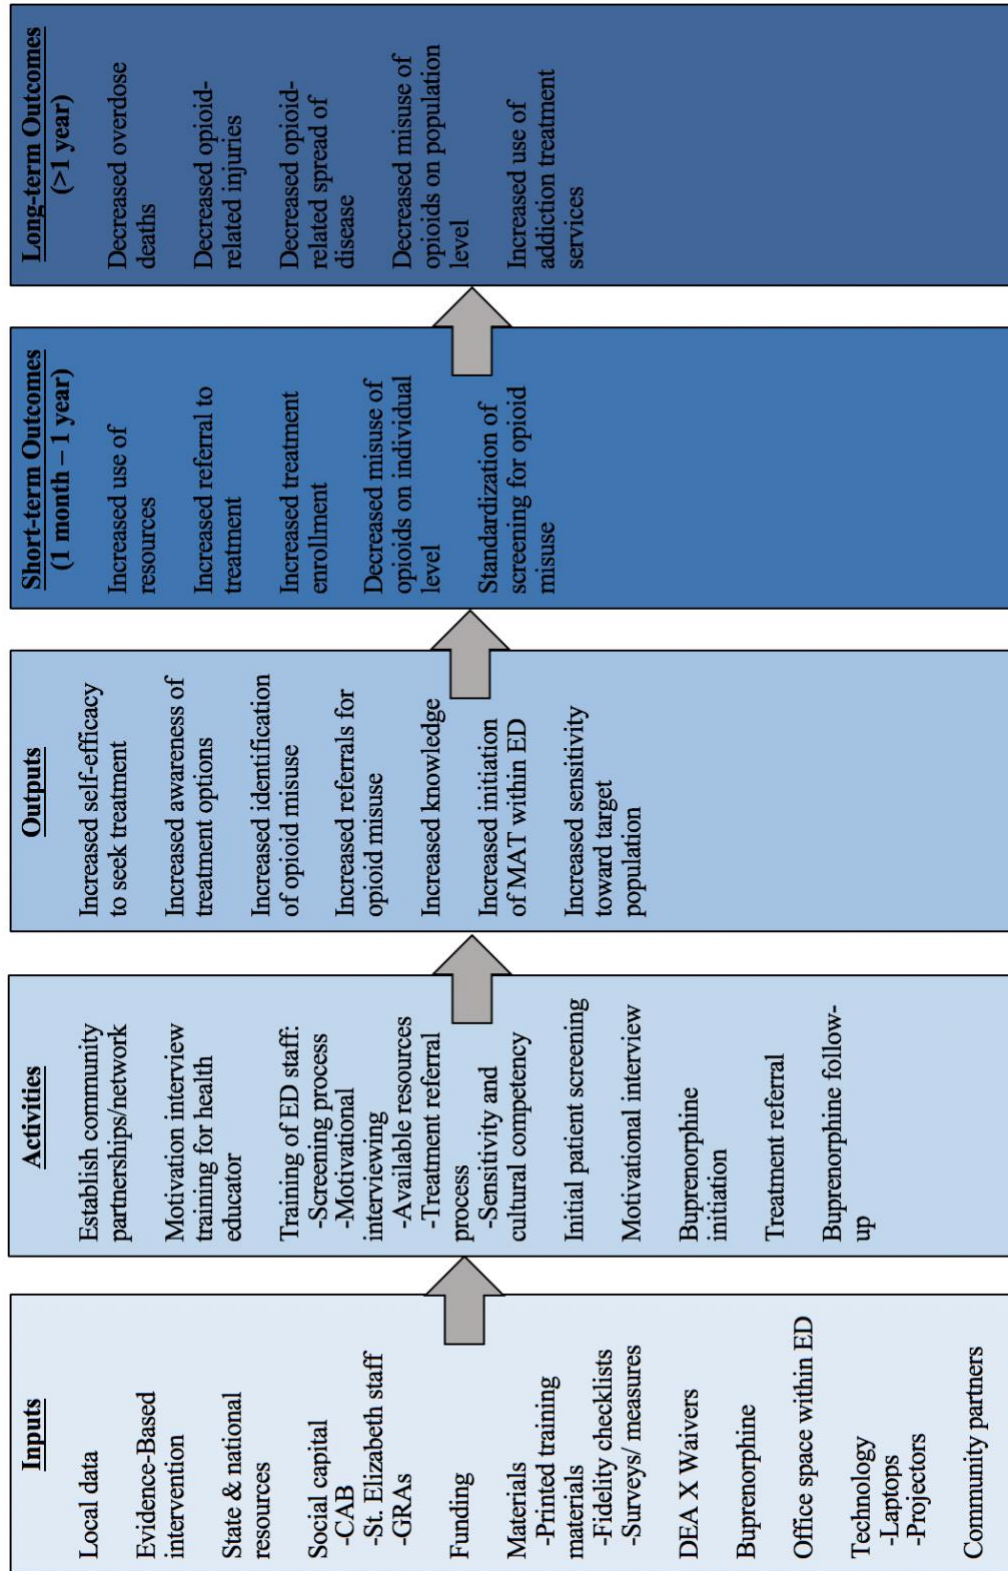 Inputs
Local data
Evidence-Based
intervention
State & national
resources
Social capital
-CAB
-St. Elizabeth staff
-GRAs
Funding
Materials
-Printed training
materials
-Fidelity checklists
-Surveys/ measures
DEA X Waivers
Buprenorphine
Office space within ED
Technology
-Laptops
-Projectors
Community partners
Activities
Establish community
partnerships/network
Motivation interview
training for health
educator
Training of ED staff:
-Screening process
-Motivational
interviewing
-Available resources
-Treatment referral
process
-Sensitivity and
cultural competency
Initial patient screening
Motivational interview
Buprenorphine
initiation
Treatment referral
Buprenorphine follow-
up
Outputs
Increased self-efficacy
to seek treatment
Increased awareness of
treatment options
Increased identification
of opioid misuse
Increased referrals for
opioid misuse
Increased knowledge
Increased initiation
of MAT within ED
Increased sensitivity
toward target
population
Short-term Outcomes
(1 month – 1 year)
Increased use of
resources
Increased referral to
treatment
Increased treatment
enrollment
Decreased misuse of
opioids on individual
level
Standardization of
screening for opioid
misuse
Long-term Outcomes
(>1 year)
Decreased overdose
deaths
Decreased opioid-
related injuries
Decreased opioid-
related spread of
disease
Decreased misuse of
opioids on population
level
Increased use of
addiction treatment
services